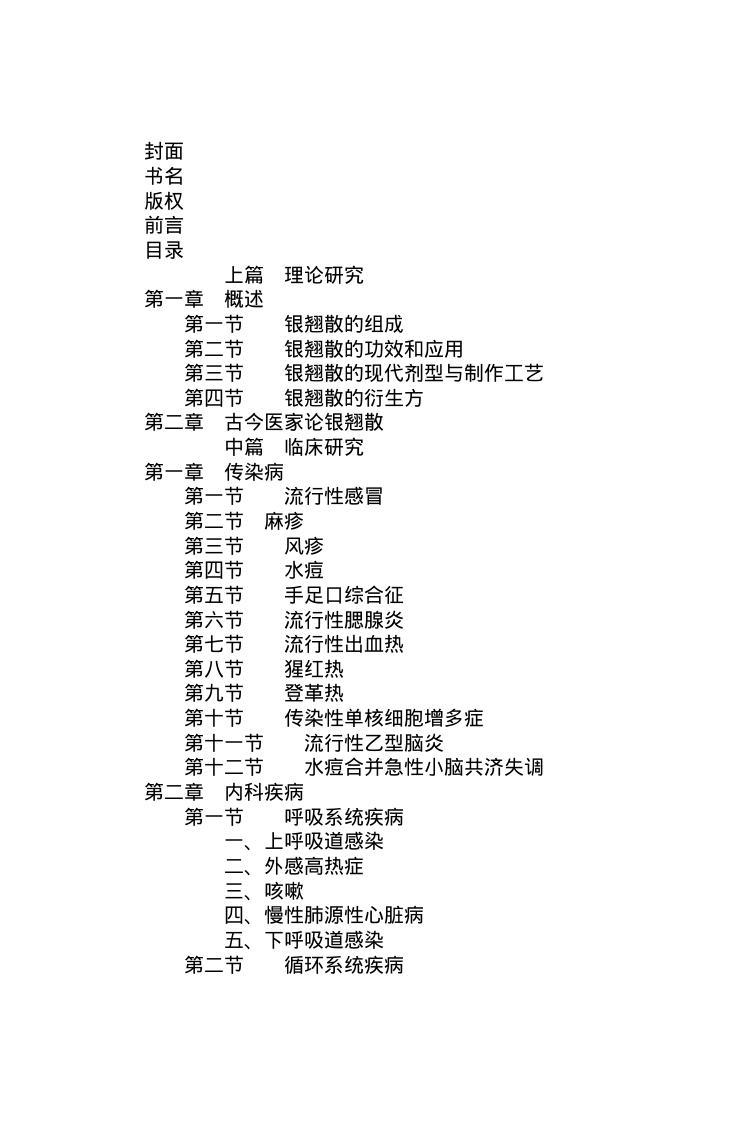 封面
书名
版权
前言
目录
上篇　理论研究
第一章　概述
第一节　　银翘散的组成
第二节　　银翘散的功效和应用
第三节　　银翘散的现代剂型与制作工艺
第四节　　银翘散的衍生方
第二章　古今医家论银翘散
中篇　临床研究
第一章　传染病
第一节　　流行性感冒
第二节　麻疹
第三节　　风疹
第四节　　水痘
第五节　　手足口综合征
第六节　　流行性腮腺炎
第七节　　流行性出血热
第八节　　猩红热
第九节　　登革热
第十节　　传染性单核细胞增多症
第十一节　　流行性乙型脑炎
第十二节　　水痘合并急性小脑共济失调
第二章　内科疾病
第一节　　呼吸系统疾病
一、上呼吸道感染
二、外感高热症
三、咳嗽
四、慢性肺源性心脏病
五、下呼吸道感染
第二节　　循环系统疾病